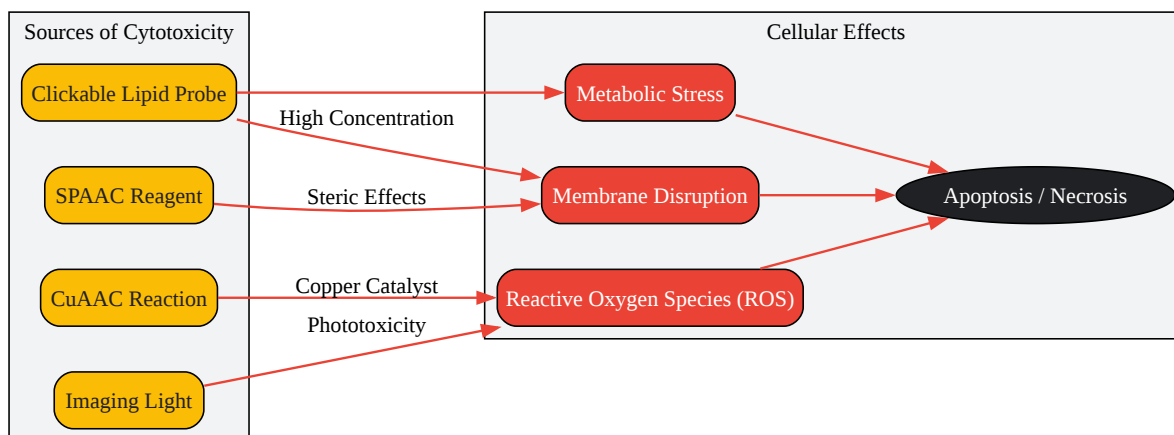 Sources of Cytotoxicity
Cellular Effects
Clickable Lipid Probe
Metabolic Stress
High Concentration
SPAAC Reagent
Steric Effects
Membrane Disruption
Apoptosis / Necrosis
CuAAC Reaction
Copper Catalyst
Reactive Oxygen Species (ROS)
Phototoxicity
Imaging Light